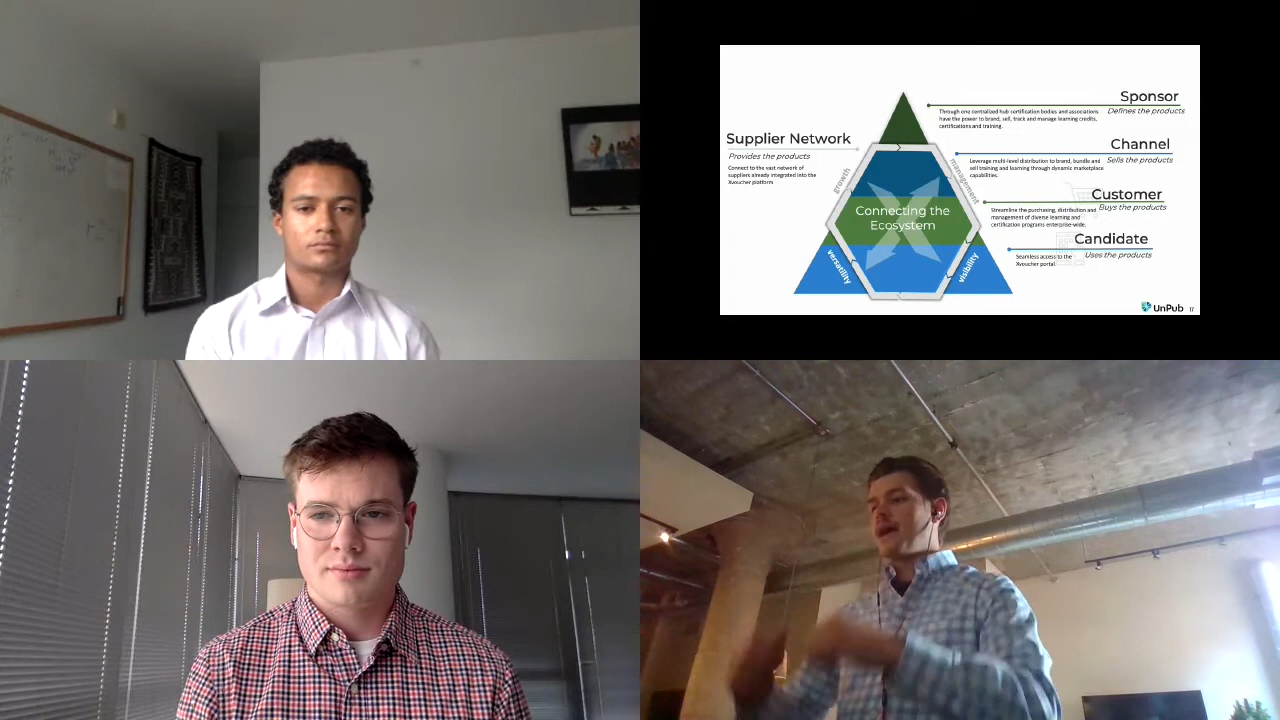 Sponsor
Defines the products
Through one centralized hub certification bodies and associations
have the power to brand, sell, track and manage learning credits,
certifications and training.
Supplier Network
Provides the products
Connect to the vast network of
suppliers already integrated into the
Xvoucher platform
Channel
Sells the products
Leverage multi-level distribution to brand, bundle and
sell training and learning through dynamic marketplace
capabilities.
growth
management
Customer
Buys the products
Streamline the purchasing, distribution and
management of diverse learning and
certification programs enterprise-wide.
Connecting the
Ecosystem
Candidate
Uses the products
Seamless access to the
Xvoucher portal.
versatility
visibility
UnPub 17